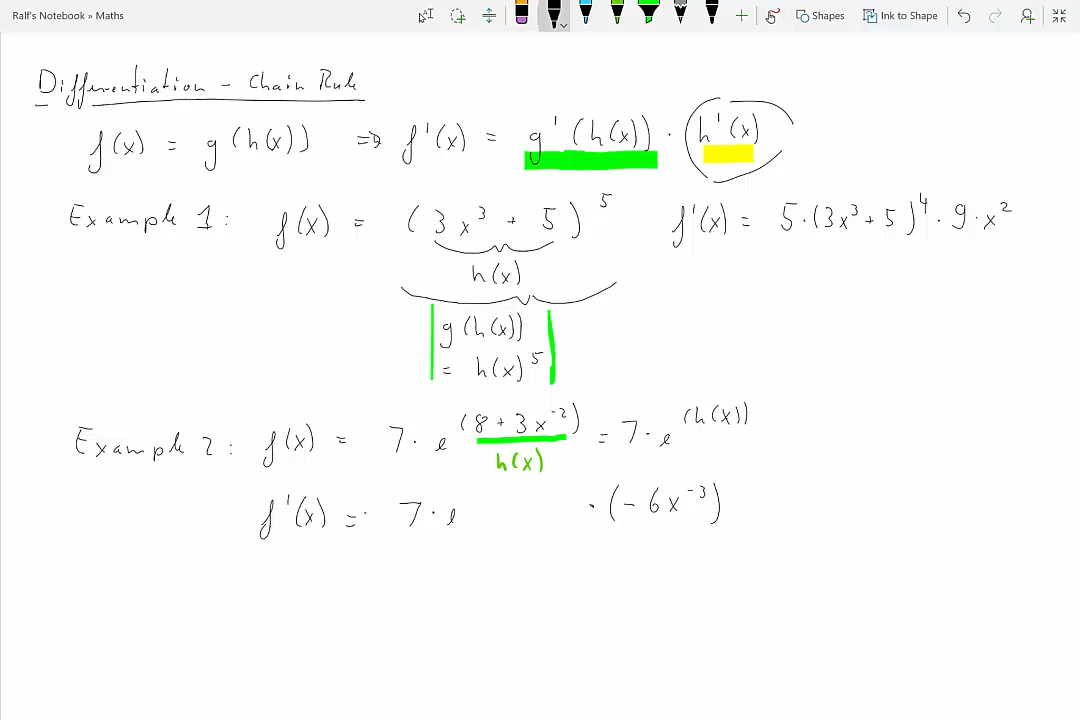 Ralf's Notebook » Maths
Shapes
Ink to Shape
Differentiation - Chain Rule
f(x) = g(h(x)) ⇒ f'(x) = g'(h(x)) · h'(x)
Example 1: f(x) = (3x³ + 5)⁵ f'(x) = 5·(3x³+5)⁴·9·x²
h(x)
g(h(x))
= h(x)⁵
Example 2: f(x) = 7·e^(8+3x⁻²) = 7·e^(h(x))
h(x)
f'(x) = 7·e ·(-6x⁻³)